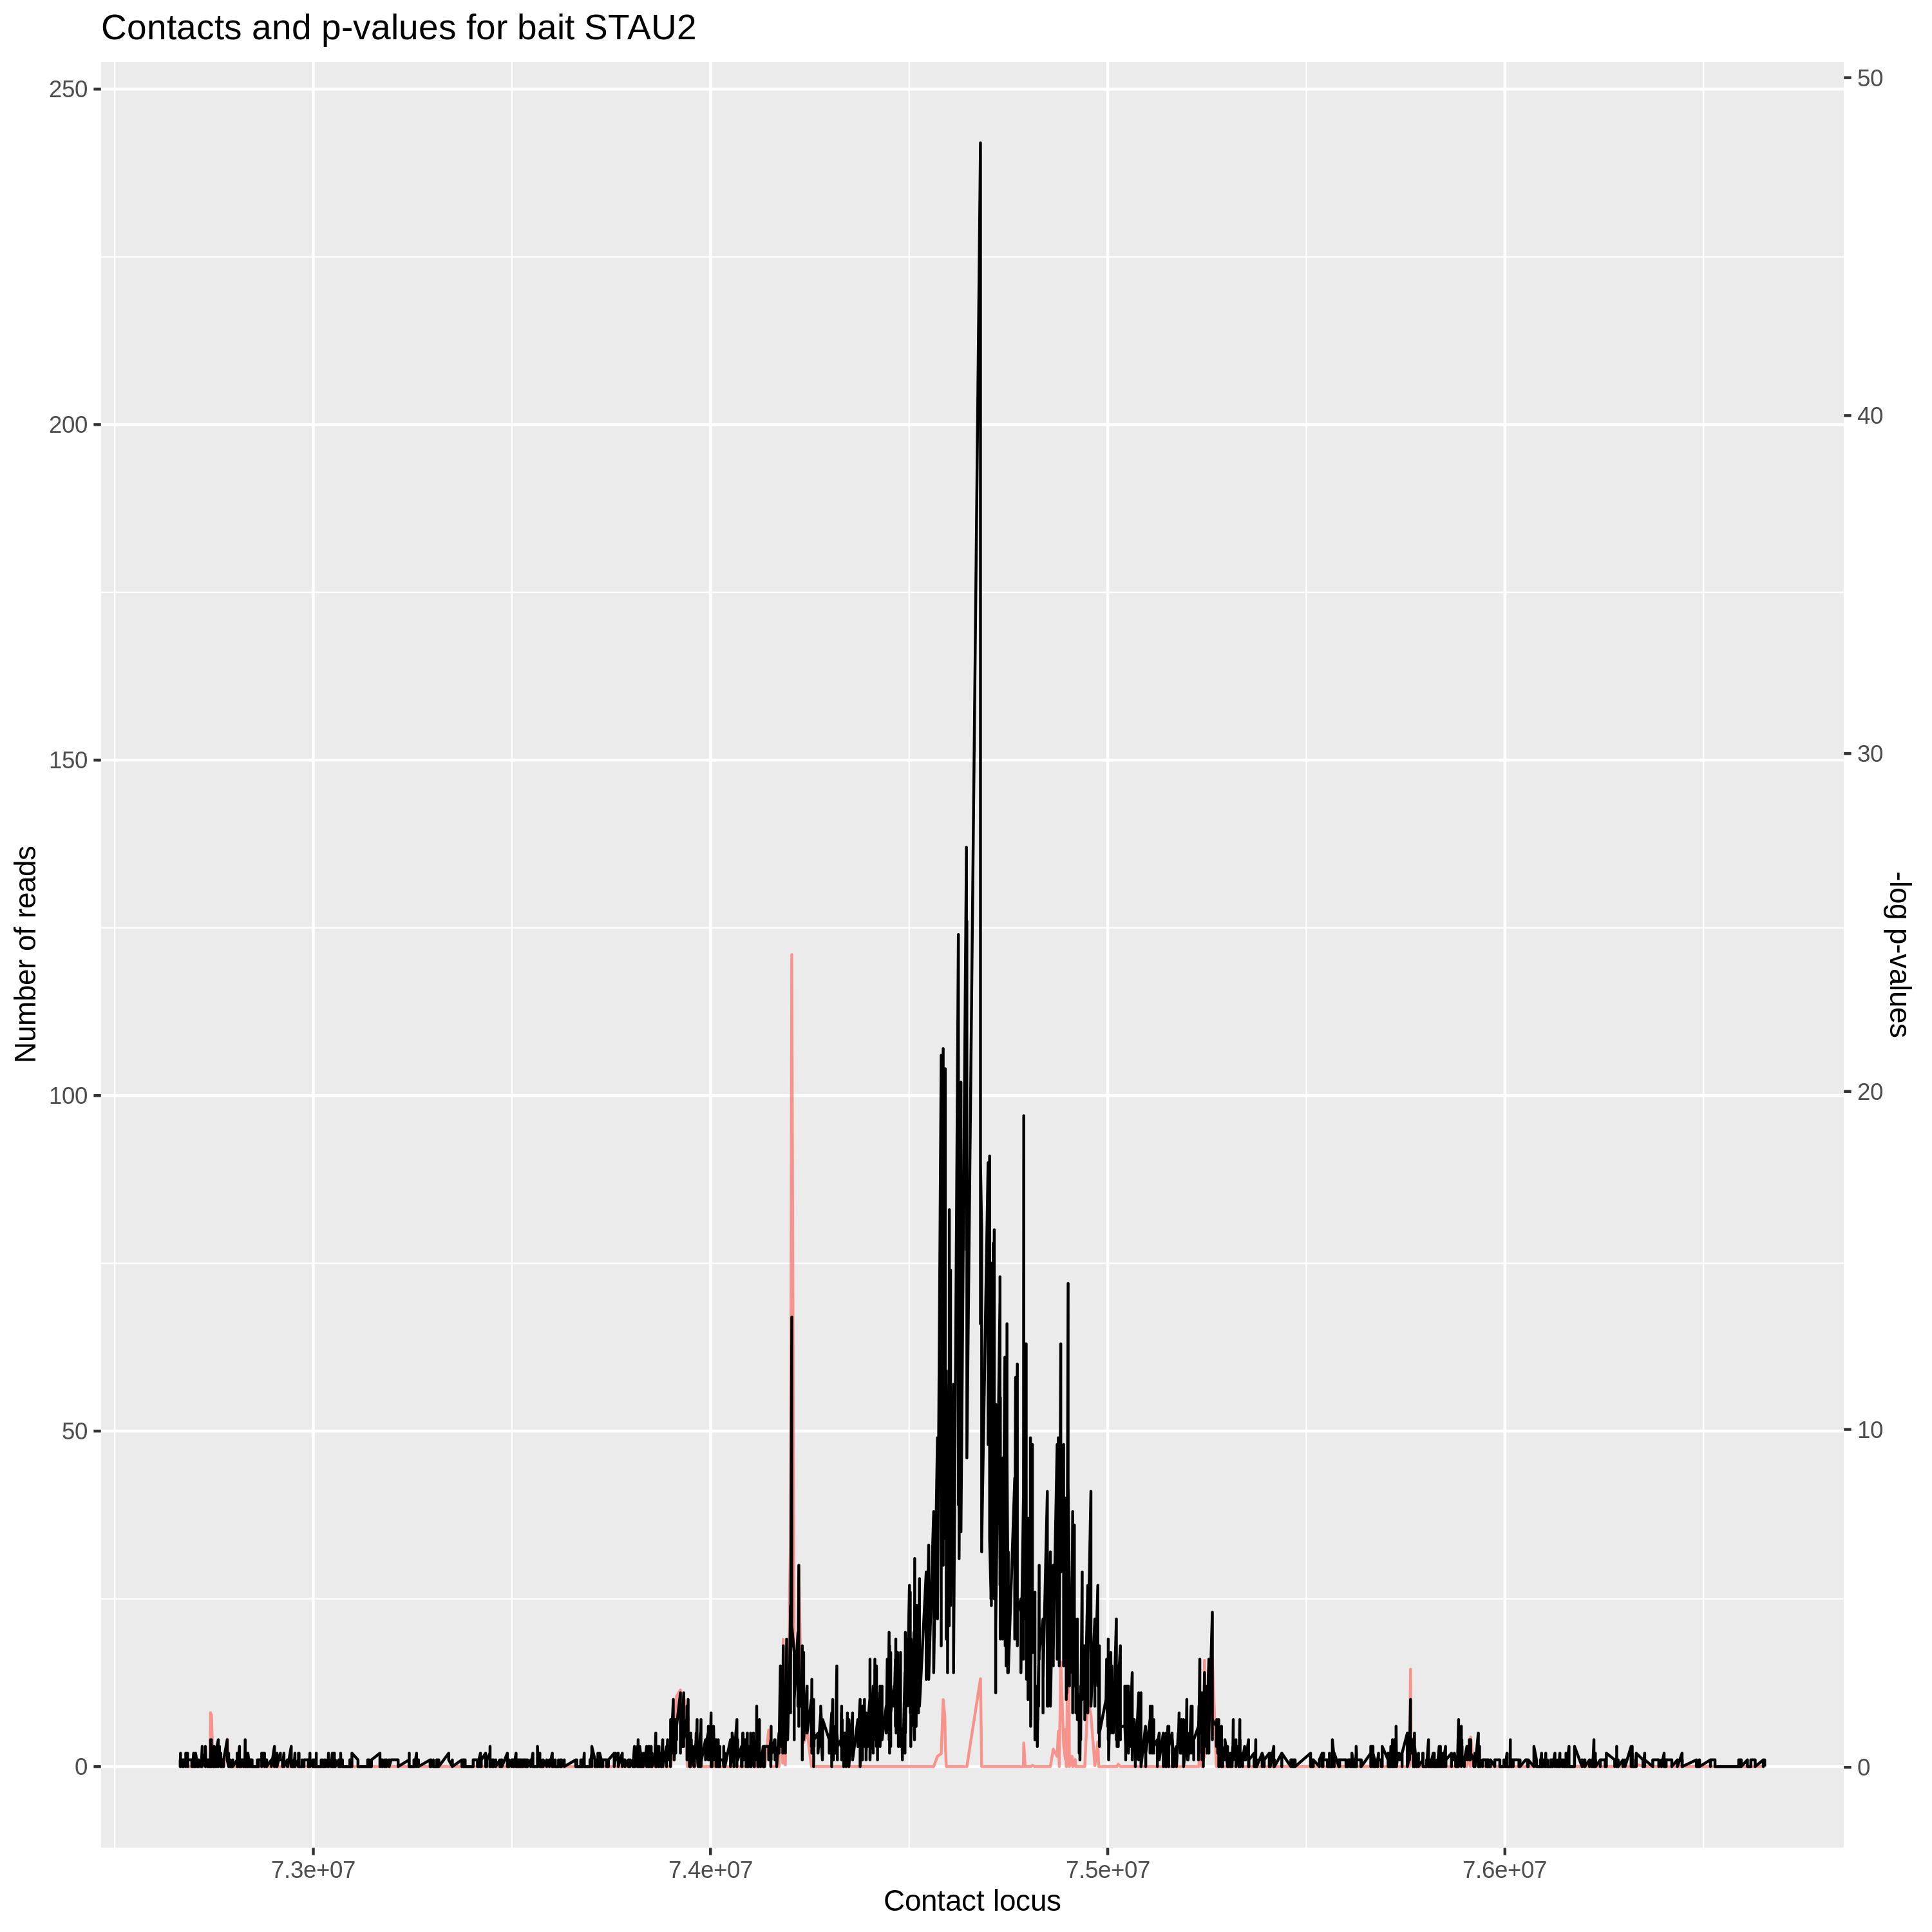 Contacts and p-values for bait STAU2
250
200
150
100
50
0
Number of reads
50
40
30
20
10
0
-log p-values
7.3e+07
7.4e+07
7.5e+07
7.6e+07
Contact locus